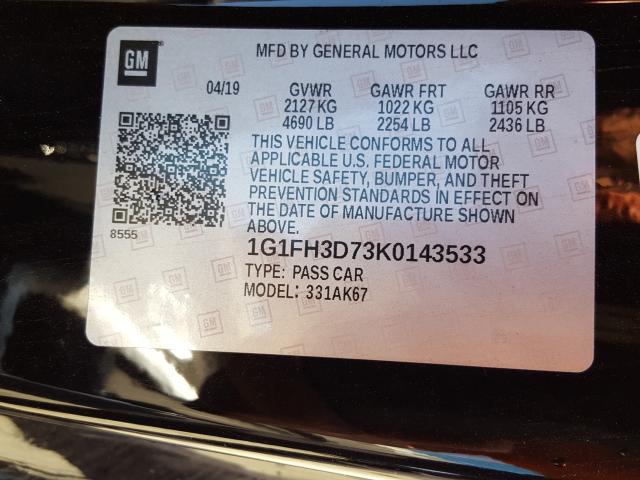 GM
MFD BY GENERAL MOTORS LLC
04/19 GVWR GAWR FRT GAWR RR
2127 KG 1022 KG 1105 KG
4690 LB 2254 LB 2436 LB
THIS VEHICLE CONFORMS TO ALL
APPLICABLE U.S. FEDERAL MOTOR
VEHICLE SAFETY, BUMPER, AND THEFT
PREVENTION STANDARDS IN EFFECT ON
THE DATE OF MANUFACTURE SHOWN
ABOVE.
8555
1G1FH3D73K0143533
TYPE: PASS CAR
MODEL: 331AK67